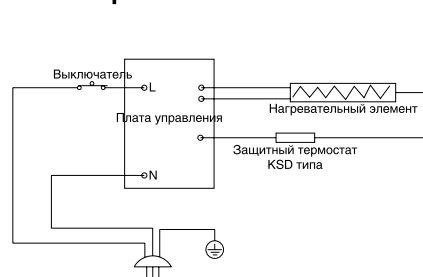 Выключатель
L
Плата управления
Нагревательный элемент
Защитный термостат
KSD типа
N